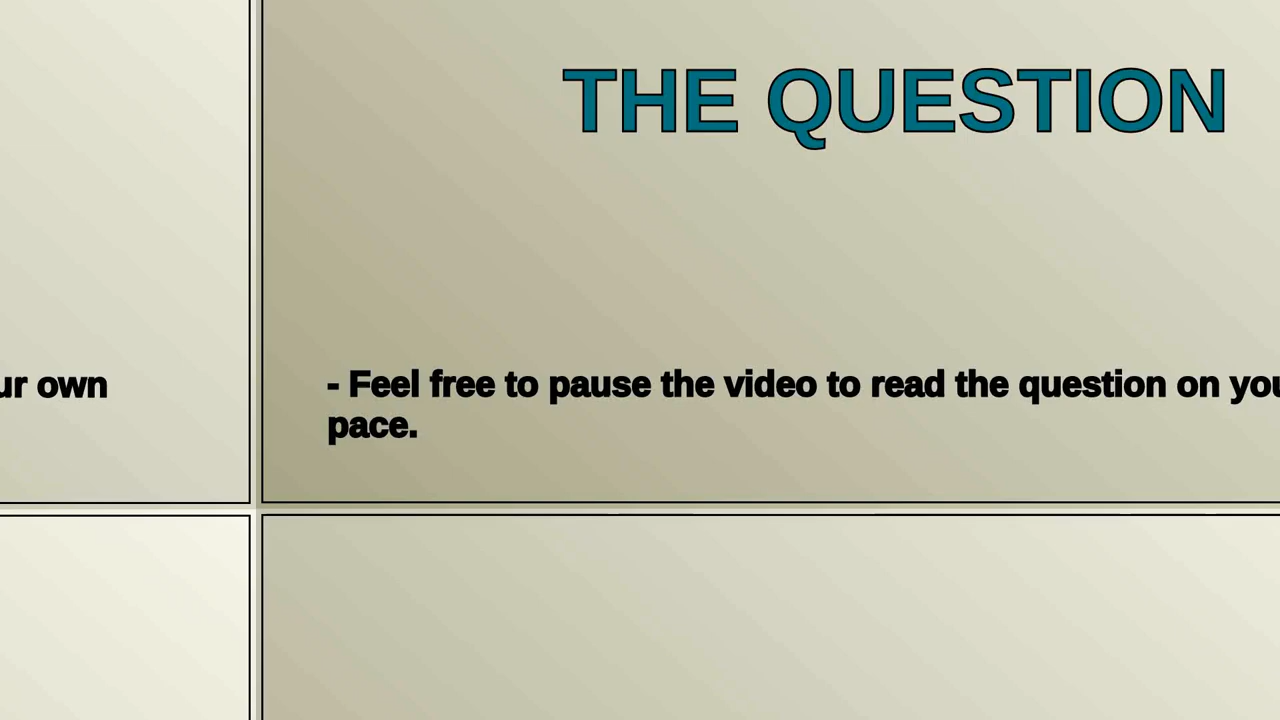 THE QUESTION
ur own
- Feel free to pause the video to read the question on you
pace.